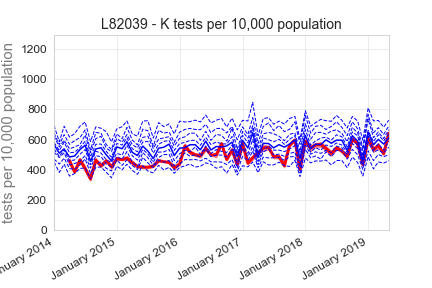 L82039 - K tests per 10,000 population
tests per 10,000 population
1200
1000
800
600
400
200
0
nuary 2014
January 2015
January 2016
January 2017
January 2018
January 2019